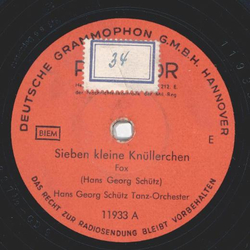 DEUTSCHE GRAMMOPHON G.M.B.H. HANNOVER
34
BIEM
E
Sieben kleine Knüllerchen
Fox
(Hans Georg Schütz)
Hans Georg Schütz Tanz-Orchester
11933 A
DAS RECHT ZUR RADIOSENDUNG BLEIBT VORBEHALTEN